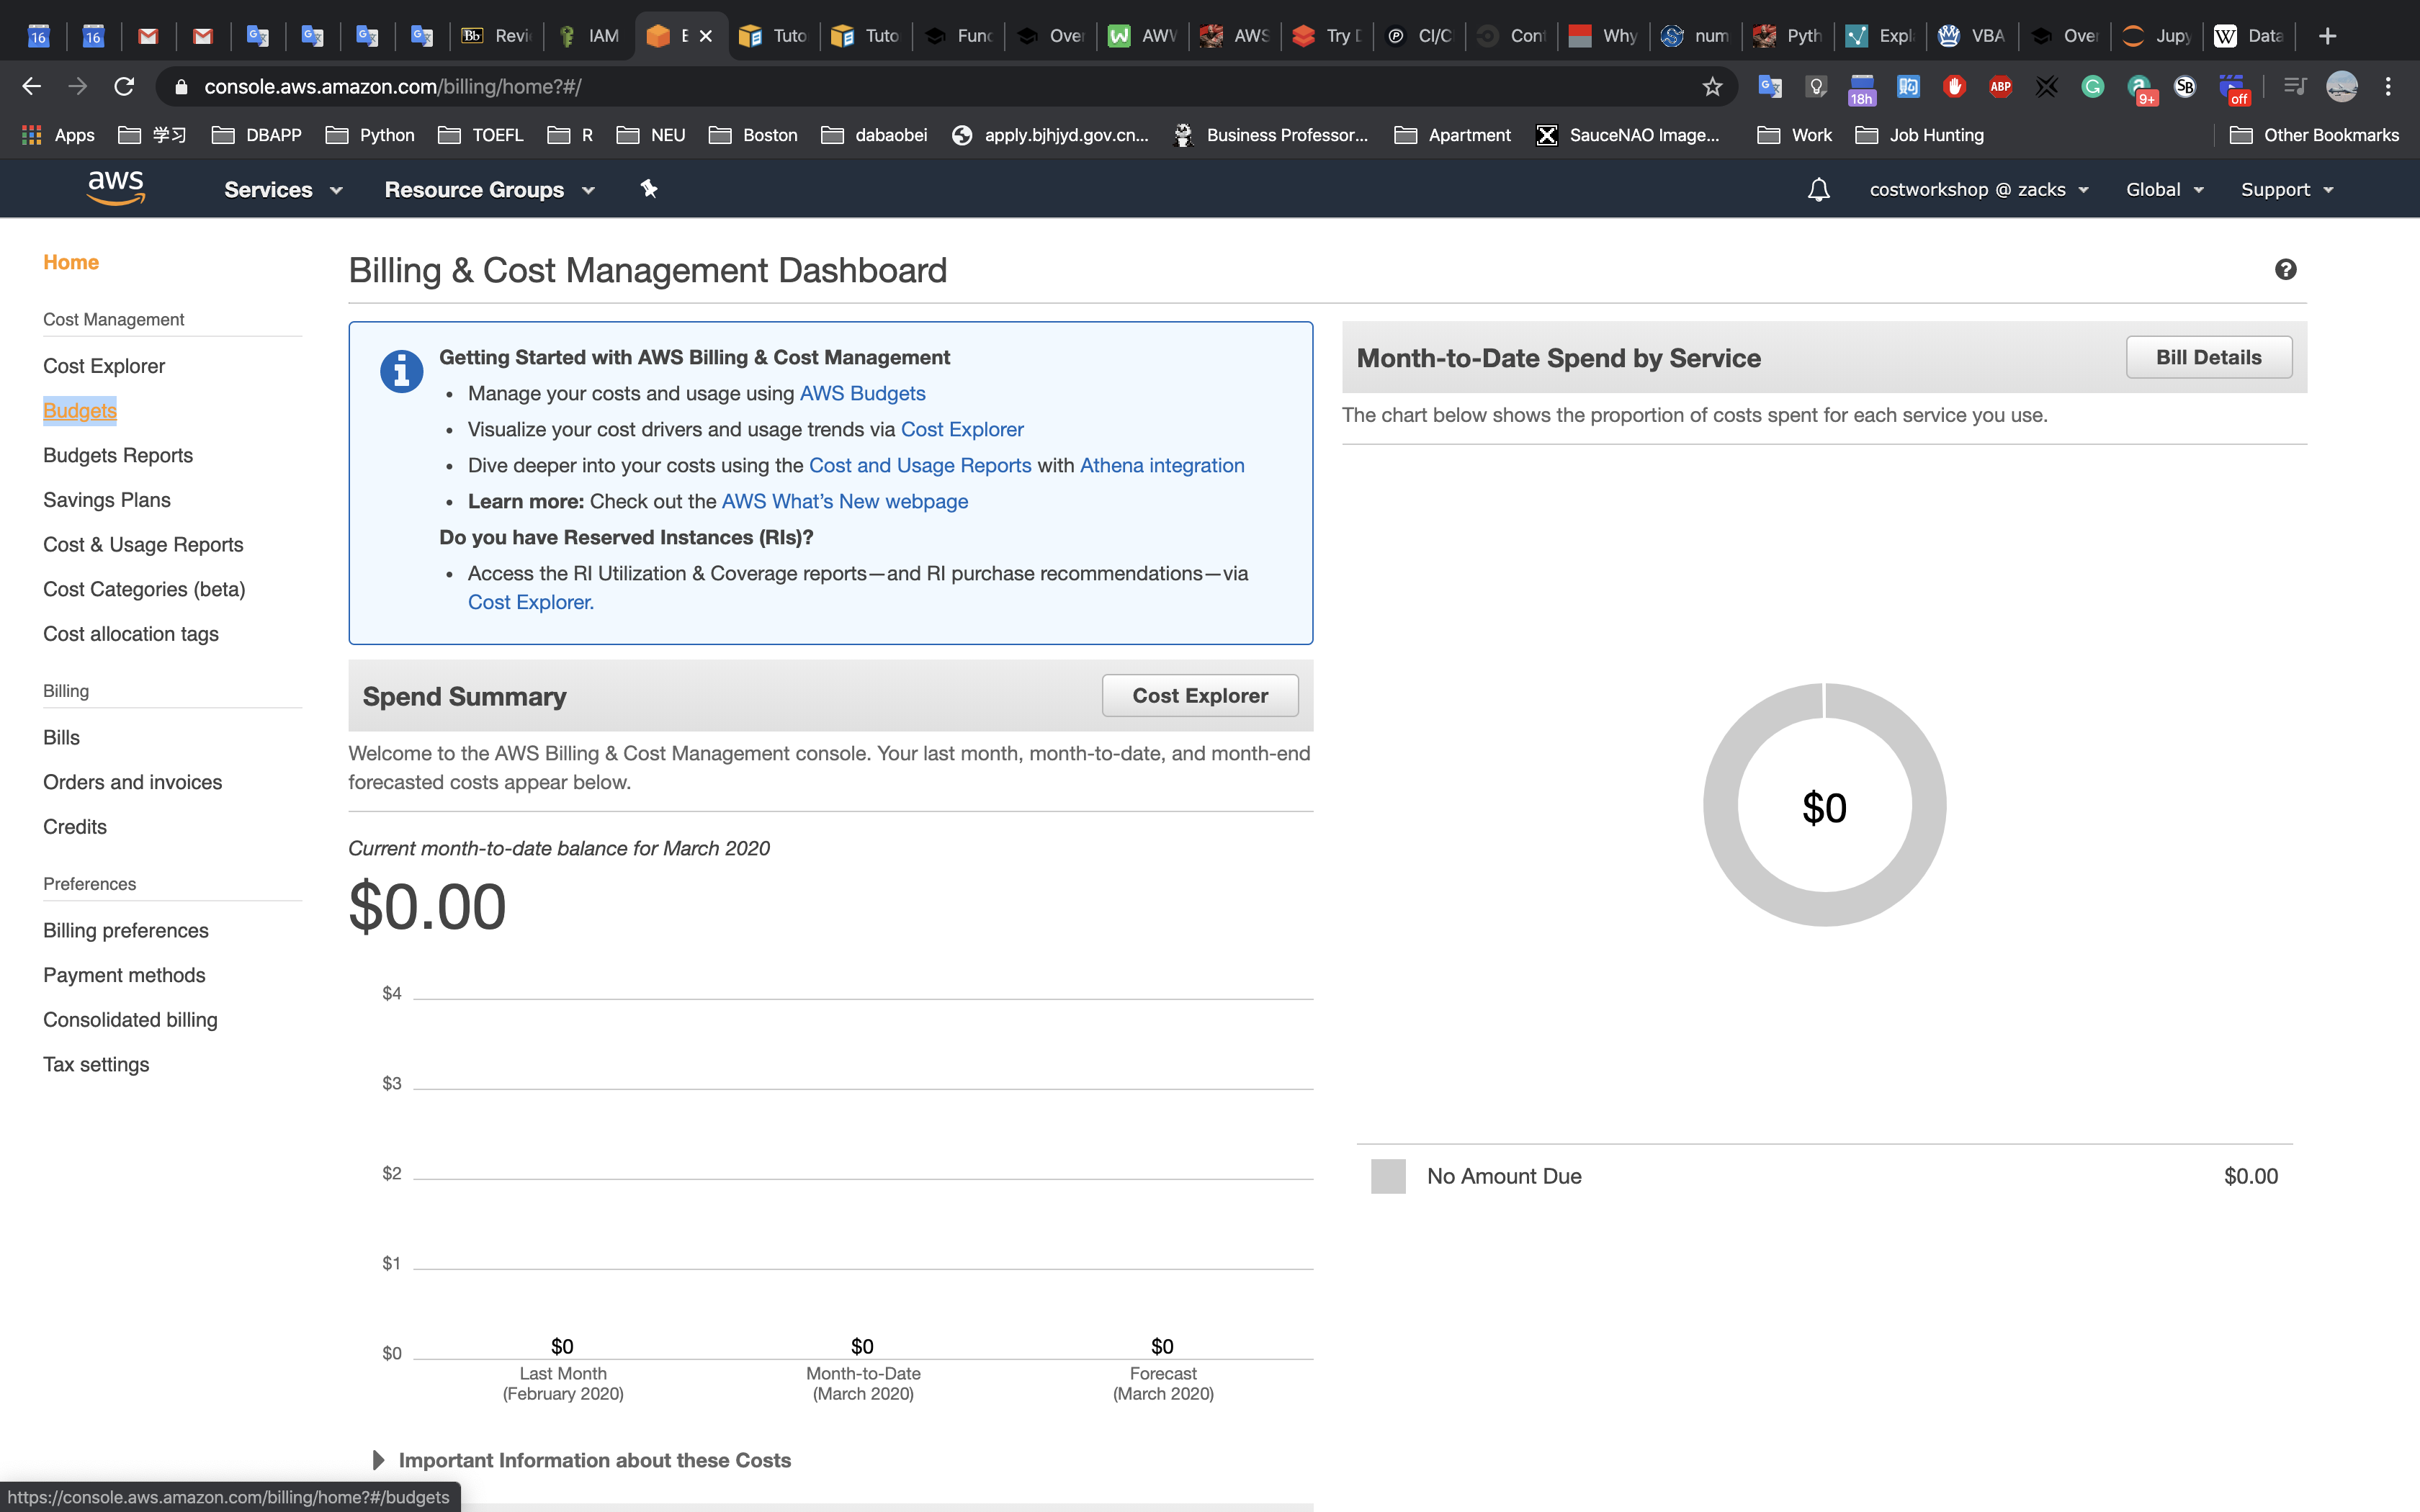 16
16
Bb Revi
IAM
E
Tuto
Tuto
Func
Over
AWV
AWS
Try D
CI/C
Con
Why
num
Pyth
Expl
VBA
Over
Jupy
W Data
console.aws.amazon.com/billing/home?#/
18h
ABP
9+
SB
off
Apps
学习
DBAPP
Python
TOEFL
R
NEU
Boston
dabaobei
apply.bjhjyd.gov.cn...
Business Professor...
Apartment
SauceNAO Image...
Work
Job Hunting
Other Bookmarks
aws
Services
Resource Groups
costworkshop @ zacks
Global
Support
Home
Cost Management
Cost Explorer
Budgets
Budgets Reports
Savings Plans
Cost & Usage Reports
Cost Categories (beta)
Cost allocation tags
Billing
Bills
Orders and invoices
Credits
Preferences
Billing preferences
Payment methods
Consolidated billing
Tax settings
Billing & Cost Management Dashboard
?
Getting Started with AWS Billing & Cost Management
• Manage your costs and usage using AWS Budgets
• Visualize your cost drivers and usage trends via Cost Explorer
• Dive deeper into your costs using the Cost and Usage Reports with Athena integration
• Learn more: Check out the AWS What's New webpage
Do you have Reserved Instances (RIs)?
• Access the RI Utilization & Coverage reports—and RI purchase recommendations—via
Cost Explorer.
Spend Summary
Cost Explorer
Welcome to the AWS Billing & Cost Management console. Your last month, month-to-date, and month-end
forecasted costs appear below.
Current month-to-date balance for March 2020
$0.00
$4
$3
$2
$1
$0
$0
$0
$0
Last Month
(February 2020)
Month-to-Date
(March 2020)
Forecast
(March 2020)
Important Information about these Costs
Month-to-Date Spend by Service
Bill Details
The chart below shows the proportion of costs spent for each service you use.
$0
No Amount Due
$0.00
https://console.aws.amazon.com/billing/home?#/budgets